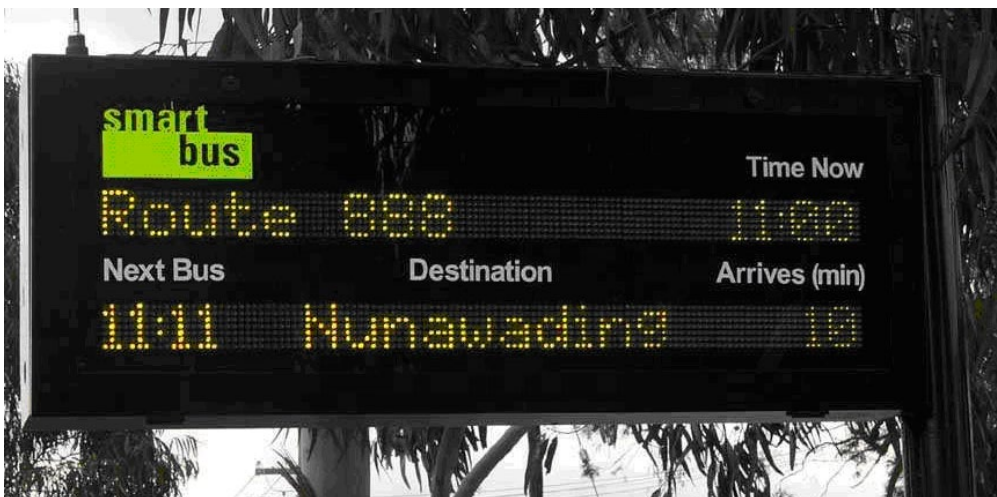 smart
bus
Time Now
Route 888 11:00
Next Bus Destination Arrives (min)
11:11 Nunawading 10